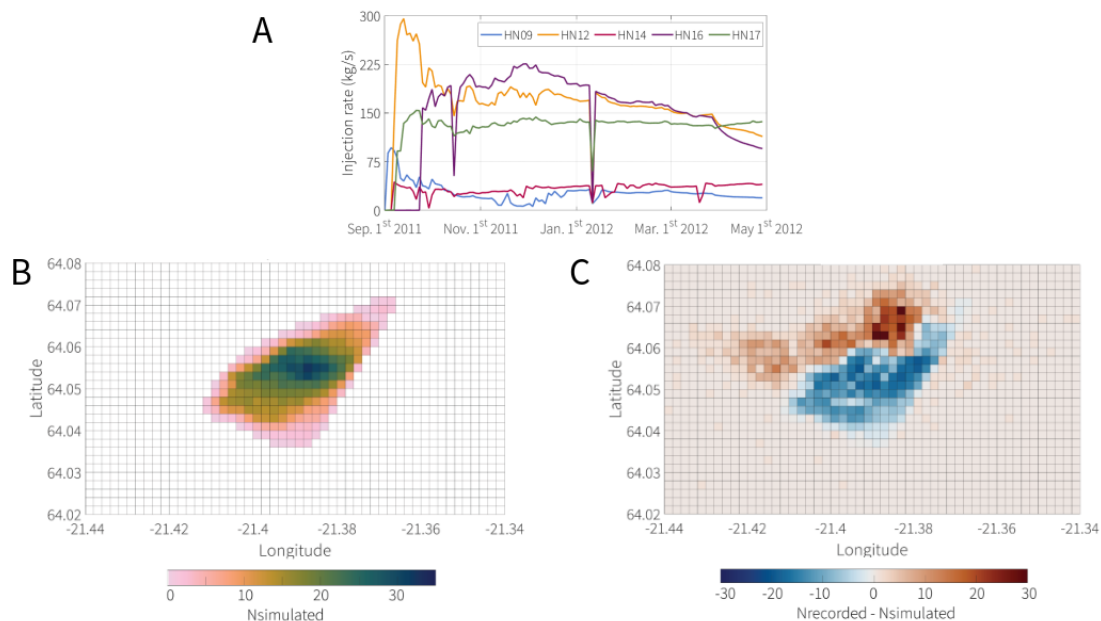 A
300
225
150
75
0
Injection rate (kg/s)
HN09 HN12 HN14 HN16 HN17
Sep. 1st 2011 Nov. 1st 2011 Jan. 1st 2012 Mar. 1st 2012 May 1st 2012
B
64.08
64.07
64.06
64.05
64.04
64.03
64.02
Latitude
-21.44 -21.42 -21.4 -21.38 -21.36 -21.34
Longitude
0 10 20 30
Nsimulated
C
64.08
64.07
64.06
64.05
64.04
64.03
64.02
Latitude
-21.44 -21.42 -21.4 -21.38 -21.36 -21.34
Longitude
-30 -20 -10 0 10 20 30
Nrecorded - Nsimulated